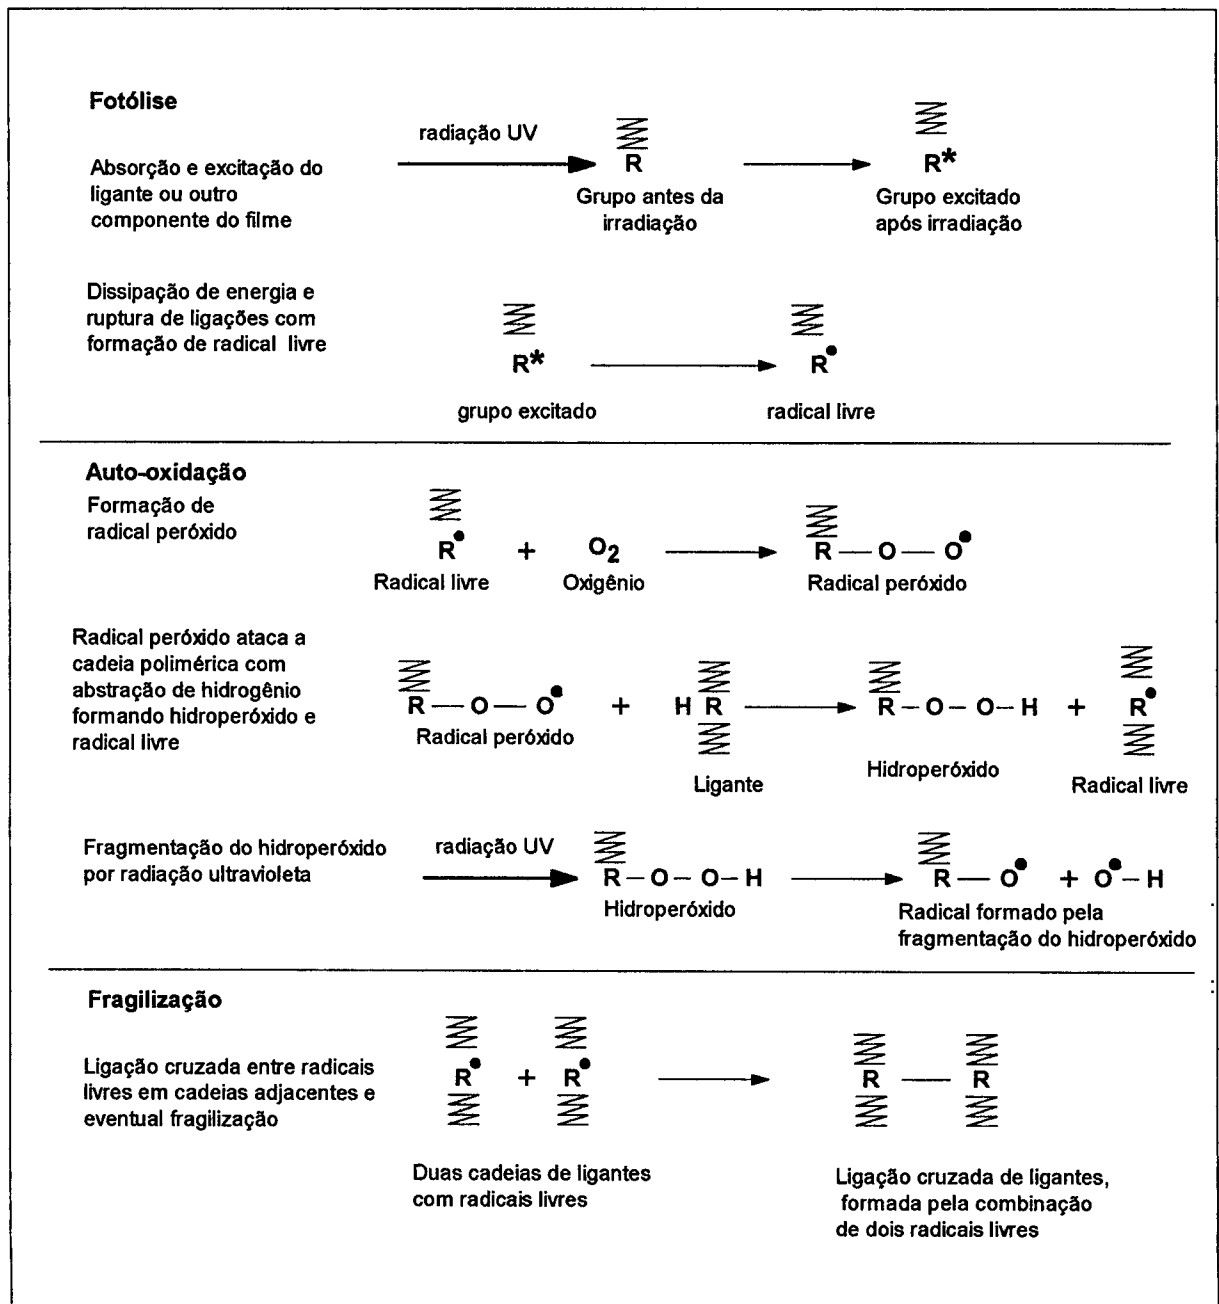 Fotólise
Absorção e excitação do
ligante ou outro
componente do filme
radiação UV
R
Grupo antes da
irradiação
R*
Grupo excitado
após irradiação
Dissipação de energia e
ruptura de ligações com
formação de radical livre
R*
grupo excitado
R•
radical livre
Auto-oxidação
Formação de
radical peróxido
R• + O2
R — O — O•
Radical livre
Oxigênio
Radical peróxido
Radical peróxido ataca a
cadeia polimérica com
abstração de hidrogênio
formando hidroperóxido e
radical livre
R — O — O• + H R
R – O – O – H + R•
Radical peróxido
Ligante
Hidroperóxido
Radical livre
Fragmentação do hidroperóxido
por radiação ultravioleta
radiação UV
R – O – O – H
Hidroperóxido
R — O• + O• – H
Radical formado pela
fragmentação do hidroperóxido
Fragilização
Ligação cruzada entre radicais
livres em cadeias adjacentes e
eventual fragilização
R• + R•
R — R
Duas cadeias de ligantes
com radicais livres
Ligação cruzada de ligantes,
formada pela combinação
de dois radicais livres